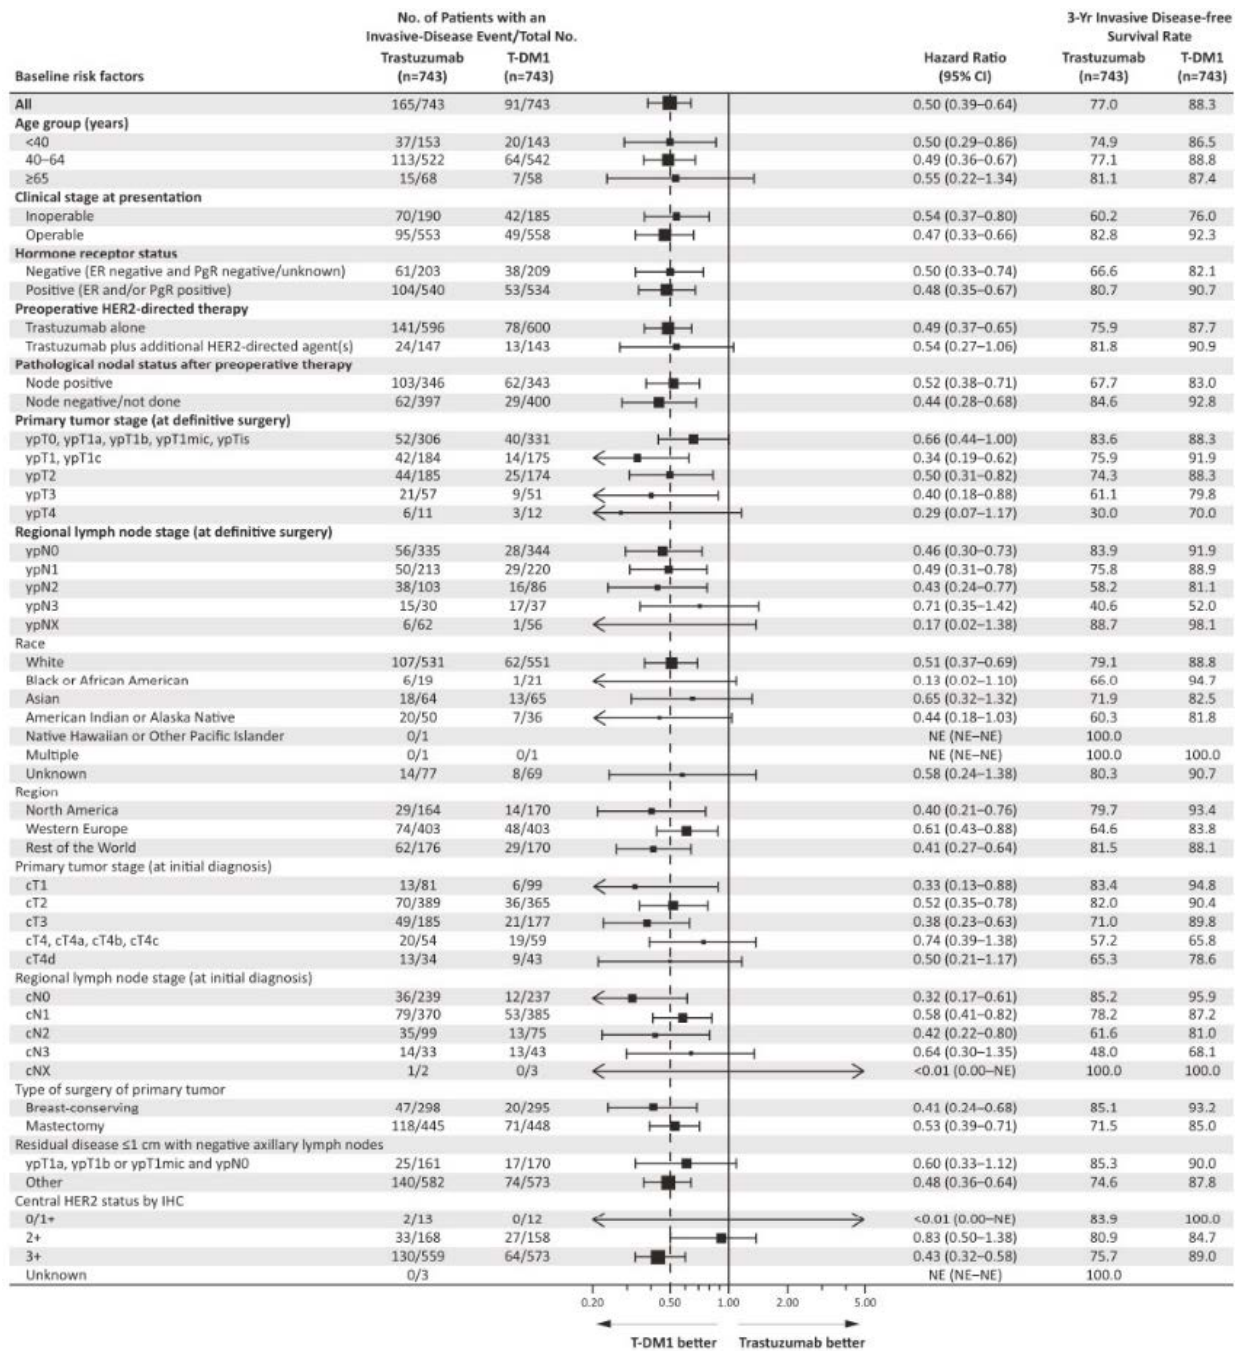 No. of Patients with an Invasive-Disease Event/Total No. 3-Yr Invasive Disease-free Survival Rate
Baseline risk factors Trastuzumab (n=743) T-DM1 (n=743) Hazard Ratio (95% CI) Trastuzumab (n=743) T-DM1 (n=743)
All 165/743 91/743 0.50 (0.39–0.64) 77.0 88.3
Age group (years)
<40 37/153 20/143 0.50 (0.29–0.86) 74.9 86.5
40–64 113/522 64/542 0.49 (0.36–0.67) 77.1 88.8
≥65 15/68 7/58 0.55 (0.22–1.34) 81.1 87.4
Clinical stage at presentation
Inoperable 70/190 42/185 0.54 (0.37–0.80) 60.2 76.0
Operable 95/553 49/558 0.47 (0.33–0.66) 82.8 92.3
Hormone receptor status
Negative (ER negative and PgR negative/unknown) 61/203 38/209 0.50 (0.33–0.74) 66.6 82.1
Positive (ER and/or PgR positive) 104/540 53/534 0.48 (0.35–0.67) 80.7 90.7
Preoperative HER2-directed therapy
Trastuzumab alone 141/596 78/600 0.49 (0.37–0.65) 75.9 87.7
Trastuzumab plus additional HER2-directed agent(s) 24/147 13/143 0.54 (0.27–1.06) 81.8 90.9
Pathological nodal status after preoperative therapy
Node positive 103/346 62/343 0.52 (0.38–0.71) 67.7 83.0
Node negative/not done 62/397 29/400 0.44 (0.28–0.68) 84.6 92.8
Primary tumor stage (at definitive surgery)
ypT0, ypT1a, ypT1b, ypT1mic, ypTis 52/306 40/331 0.66 (0.44–1.00) 83.6 88.3
ypT1, ypT1c 42/184 14/175 0.34 (0.19–0.62) 75.9 91.9
ypT2 44/185 25/174 0.50 (0.31–0.82) 74.3 88.3
ypT3 21/57 9/51 0.40 (0.18–0.88) 61.1 79.8
ypT4 6/11 3/12 0.29 (0.07–1.17) 30.0 70.0
Regional lymph node stage (at definitive surgery)
ypN0 56/335 28/344 0.46 (0.30–0.73) 83.9 91.9
ypN1 50/213 29/220 0.49 (0.31–0.78) 75.8 88.9
ypN2 38/103 16/86 0.43 (0.24–0.77) 58.2 81.1
ypN3 15/30 17/37 0.71 (0.35–1.42) 40.6 52.0
ypNX 6/62 1/56 0.17 (0.02–1.38) 88.7 98.1
Race
White 107/531 62/551 0.51 (0.37–0.69) 79.1 88.8
Black or African American 6/19 1/21 0.13 (0.02–1.10) 66.0 94.7
Asian 18/64 13/65 0.65 (0.32–1.32) 71.9 82.5
American Indian or Alaska Native 20/50 7/36 0.44 (0.18–1.03) 60.3 81.8
Native Hawaiian or Other Pacific Islander 0/1 NE (NE–NE) 100.0
Multiple 0/1 0/1 NE (NE–NE) 100.0 100.0
Unknown 14/77 8/69 0.58 (0.24–1.38) 80.3 90.7
Region
North America 29/164 14/170 0.40 (0.21–0.76) 79.7 93.4
Western Europe 74/403 48/403 0.61 (0.43–0.88) 64.6 83.8
Rest of the World 62/176 29/170 0.41 (0.27–0.64) 81.5 88.1
Primary tumor stage (at initial diagnosis)
cT1 13/81 6/99 0.33 (0.13–0.88) 83.4 94.8
cT2 70/389 36/365 0.52 (0.35–0.78) 82.0 90.4
cT3 49/185 21/177 0.38 (0.23–0.63) 71.0 89.8
cT4, cT4a, cT4b, cT4c 20/54 19/59 0.74 (0.39–1.38) 57.2 65.8
cT4d 13/34 9/43 0.50 (0.21–1.17) 65.3 78.6
Regional lymph node stage (at initial diagnosis)
cN0 36/239 12/237 0.32 (0.17–0.61) 85.2 95.9
cN1 79/370 53/385 0.58 (0.41–0.82) 78.2 87.2
cN2 35/99 13/75 0.42 (0.22–0.80) 61.6 81.0
cN3 14/33 13/43 0.64 (0.30–1.35) 48.0 68.1
cNX 1/2 0/3 <0.01 (0.00–NE) 100.0 100.0
Type of surgery of primary tumor
Breast-conserving 47/298 20/295 0.41 (0.24–0.68) 85.1 93.2
Mastectomy 118/445 71/448 0.53 (0.39–0.71) 71.5 85.0
Residual disease ≤1 cm with negative axillary lymph nodes
ypT1a, ypT1b or ypT1mic and ypN0 25/161 17/170 0.60 (0.33–1.12) 85.3 90.0
Other 140/582 74/573 0.48 (0.36–0.64) 74.6 87.8
Central HER2 status by IHC
0/1+ 2/13 0/12 <0.01 (0.00–NE) 83.9 100.0
2+ 33/168 27/158 0.83 (0.50–1.38) 80.9 84.7
3+ 130/559 64/573 0.43 (0.32–0.58) 75.7 89.0
Unknown 0/3 NE (NE–NE) 100.0
0.20 0.50 1.00 2.00 5.00
T-DM1 better Trastuzumab better